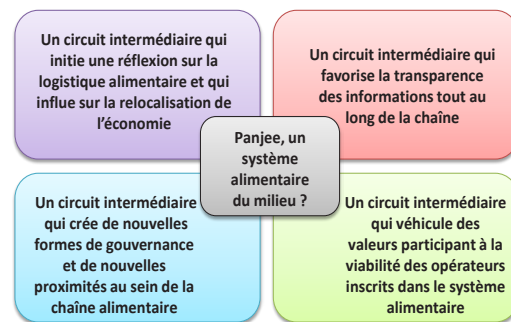 Un circuit intermédiaire qui
initie une réflexion sur la
logistique alimentaire et qui
influe sur la relocalisation de
l'économie
Un circuit intermédiaire qui
favorise la transparence
des informations tout au
long de la chaîne
Panjee, un
système
alimentaire
du milieu ?
Un circuit intermédiaire
qui crée de nouvelles
formes de gouvernance
et de nouvelles
proximités au sein de la
chaîne alimentaire
Un circuit intermédiaire
qui véhicule des
valeurs participant à la
viabilité des opérateurs
inscrits dans le système
alimentaire